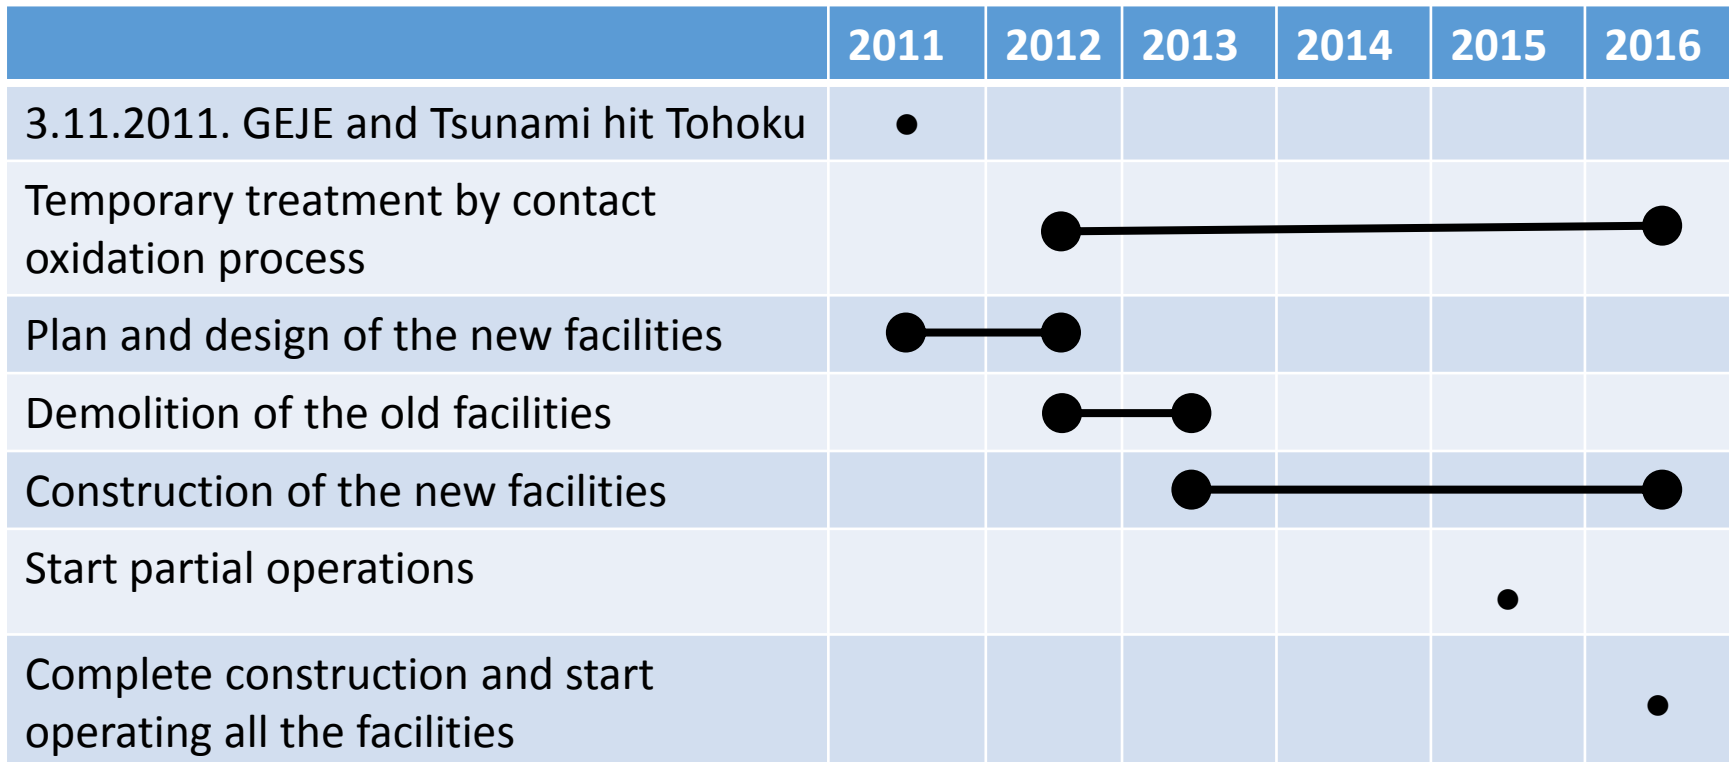 2011 2012 2013 2014 2015 2016
3.11.2011. GEJE and Tsunami hit Tohoku
Temporary treatment by contact
oxidation process
Plan and design of the new facilities
Demolition of the old facilities
Construction of the new facilities
Start partial operations
Complete construction and start
operating all the facilities